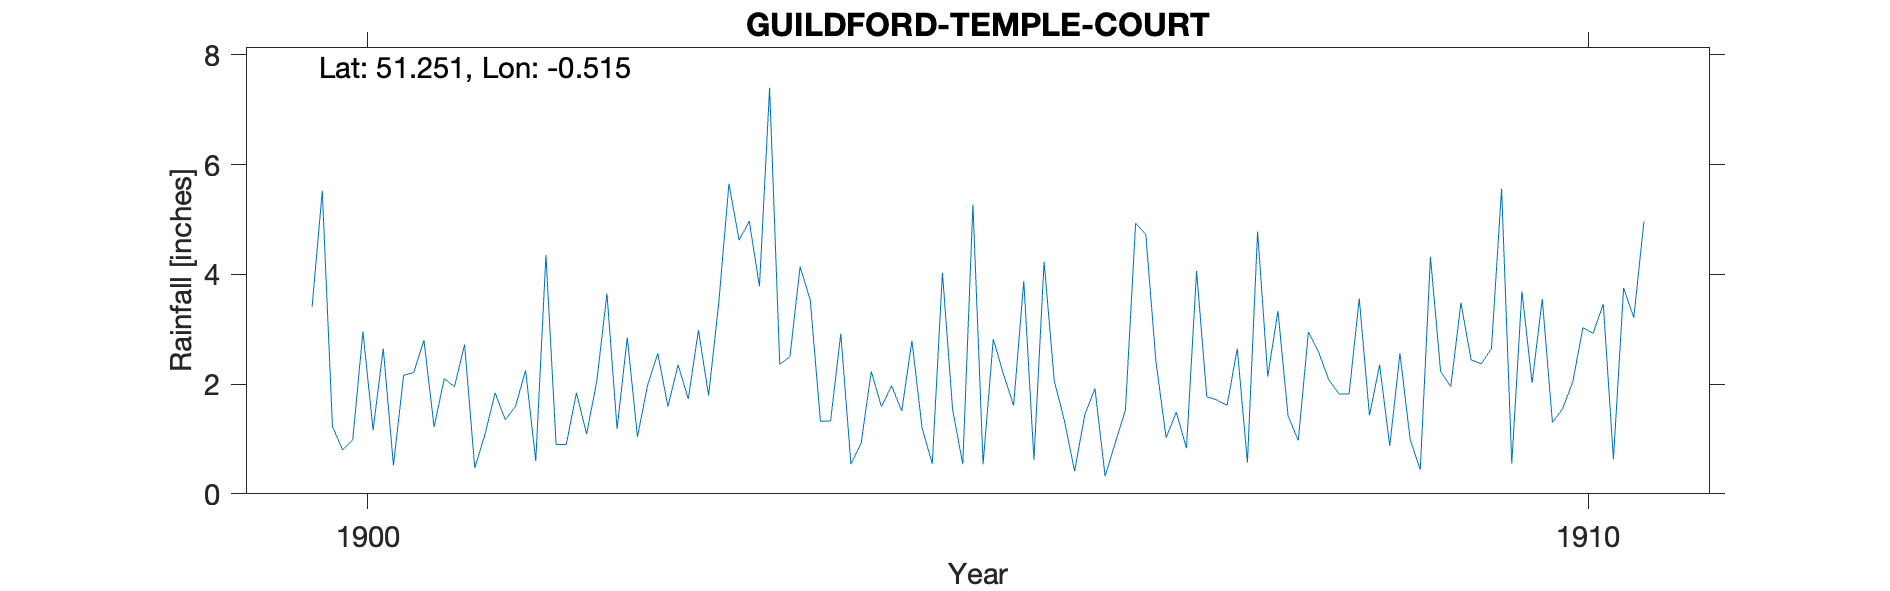 GUILDFORD-TEMPLE-COURT
Lat: 51.251, Lon: -0.515
Rainfall [inches]
8
6
4
2
0
1900
1910
Year